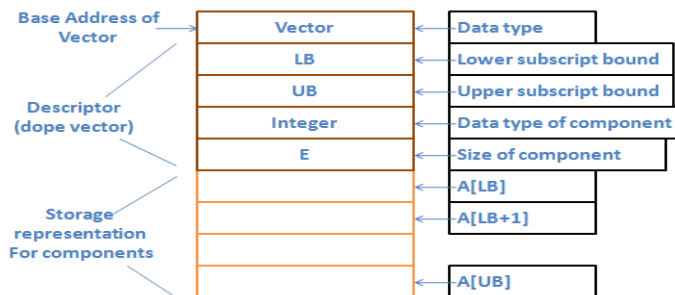 Base Address of
Vector
Vector
Data type
LB
Lower subscript bound
UB
Upper subscript bound
Descriptor
(dope vector)
Integer
Data type of component
E
Size of component
A[LB]
Storage
representation
For components
A[LB+1]
A[UB]